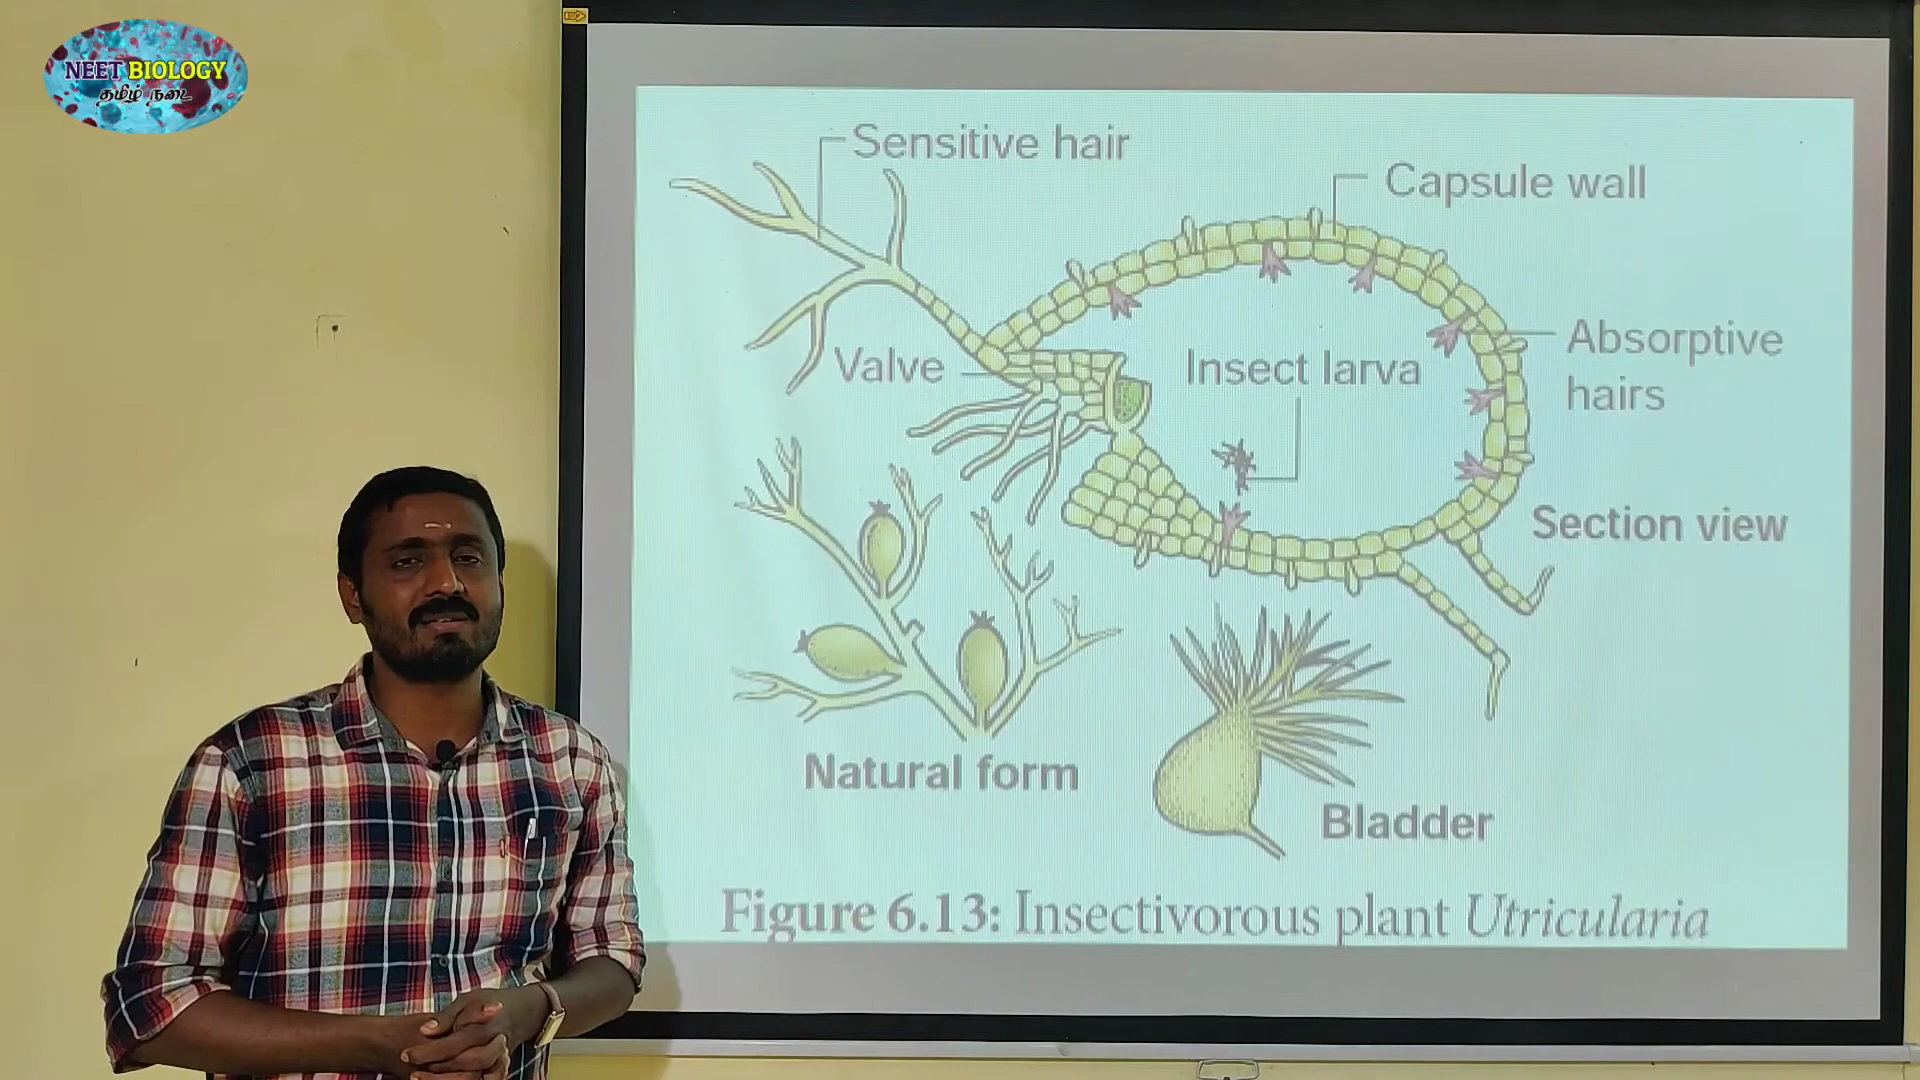 NEET BIOLOGY
தமிழ் நடை
Sensitive hair
Capsule wall
Absorptive
hairs
Valve
Insect larva
Section view
Natural form
Bladder
Figure 6.13: Insectivorous plant Utricularia